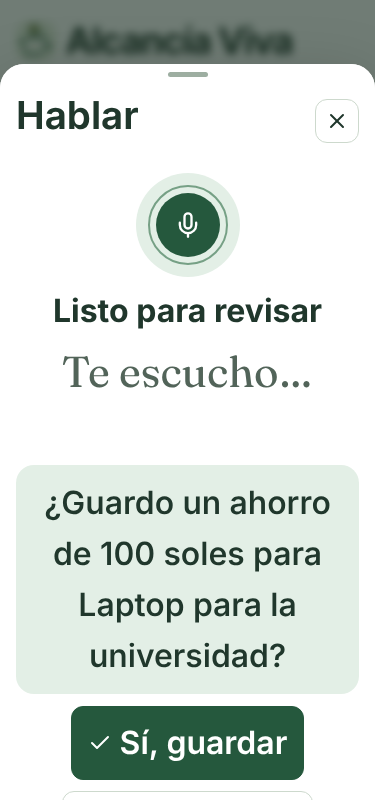 Alcancía Viva
Hablar
Listo para revisar
Te escucho...
¿Guardo un ahorro
de 100 soles para
Laptop para la
universidad?
Sí, guardar